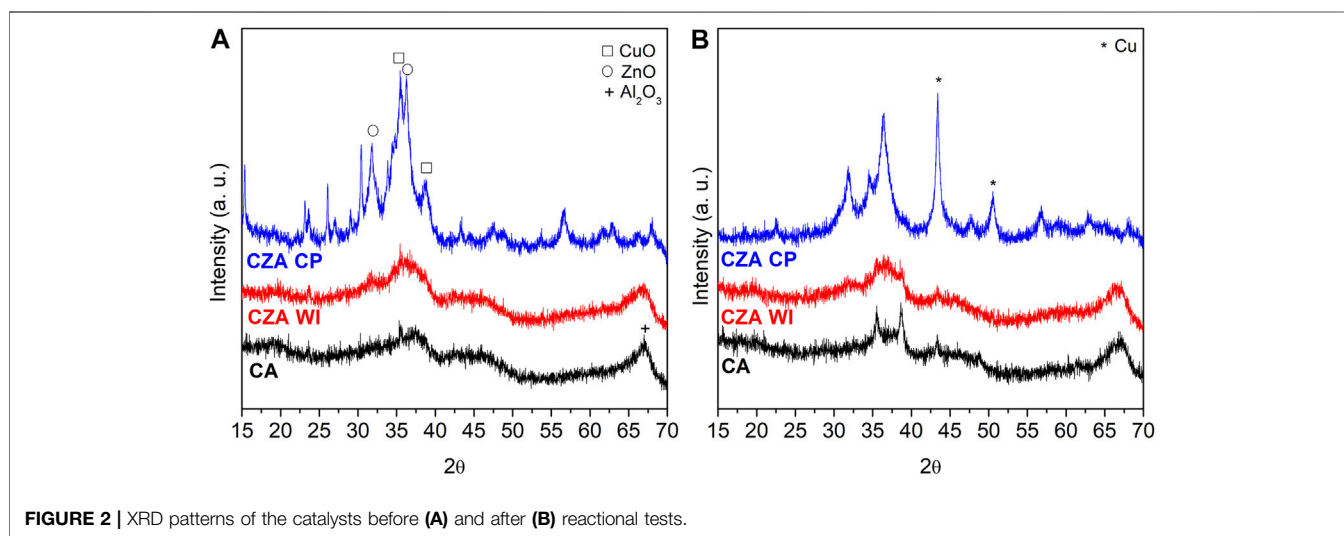 A
□ CuO
○ ZnO
+ Al₂O₃
□
○
○
□
+
Intensity (a. u.)
CZA CP
CZA WI
CA
15 20 25 30 35 40 45 50 55 60 65 70
2θ
B
* Cu
*
*
Intensity (a. u.)
CZA CP
CZA WI
CA
15 20 25 30 35 40 45 50 55 60 65 70
2θ
FIGURE 2 | XRD patterns of the catalysts before (A) and after (B) reactional tests.